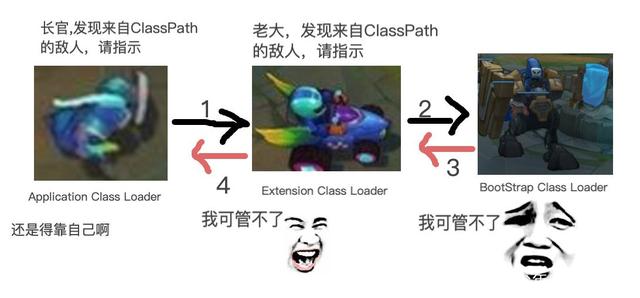 长官,发现来自ClassPath
的敌人，请指示
老大，发现来自ClassPath
的敌人，请指示
1
2
4
3
Application Class Loader
Extension Class Loader
BootStrap Class Loader
还是得靠自己啊
我可管不了
我可管不了